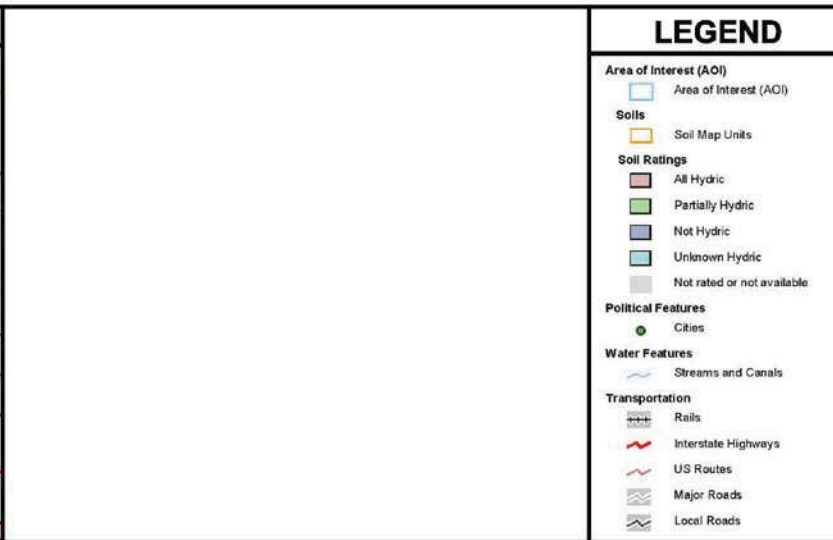 LEGEND
Area of Interest (AOI)
Area of Interest (AOI)
Soils
Soil Map Units
Soil Ratings
All Hydric
Partially Hydric
Not Hydric
Unknown Hydric
Not rated or not available
Political Features
Cities
Water Features
Streams and Canals
Transportation
Rails
Interstate Highways
US Routes
Major Roads
Local Roads